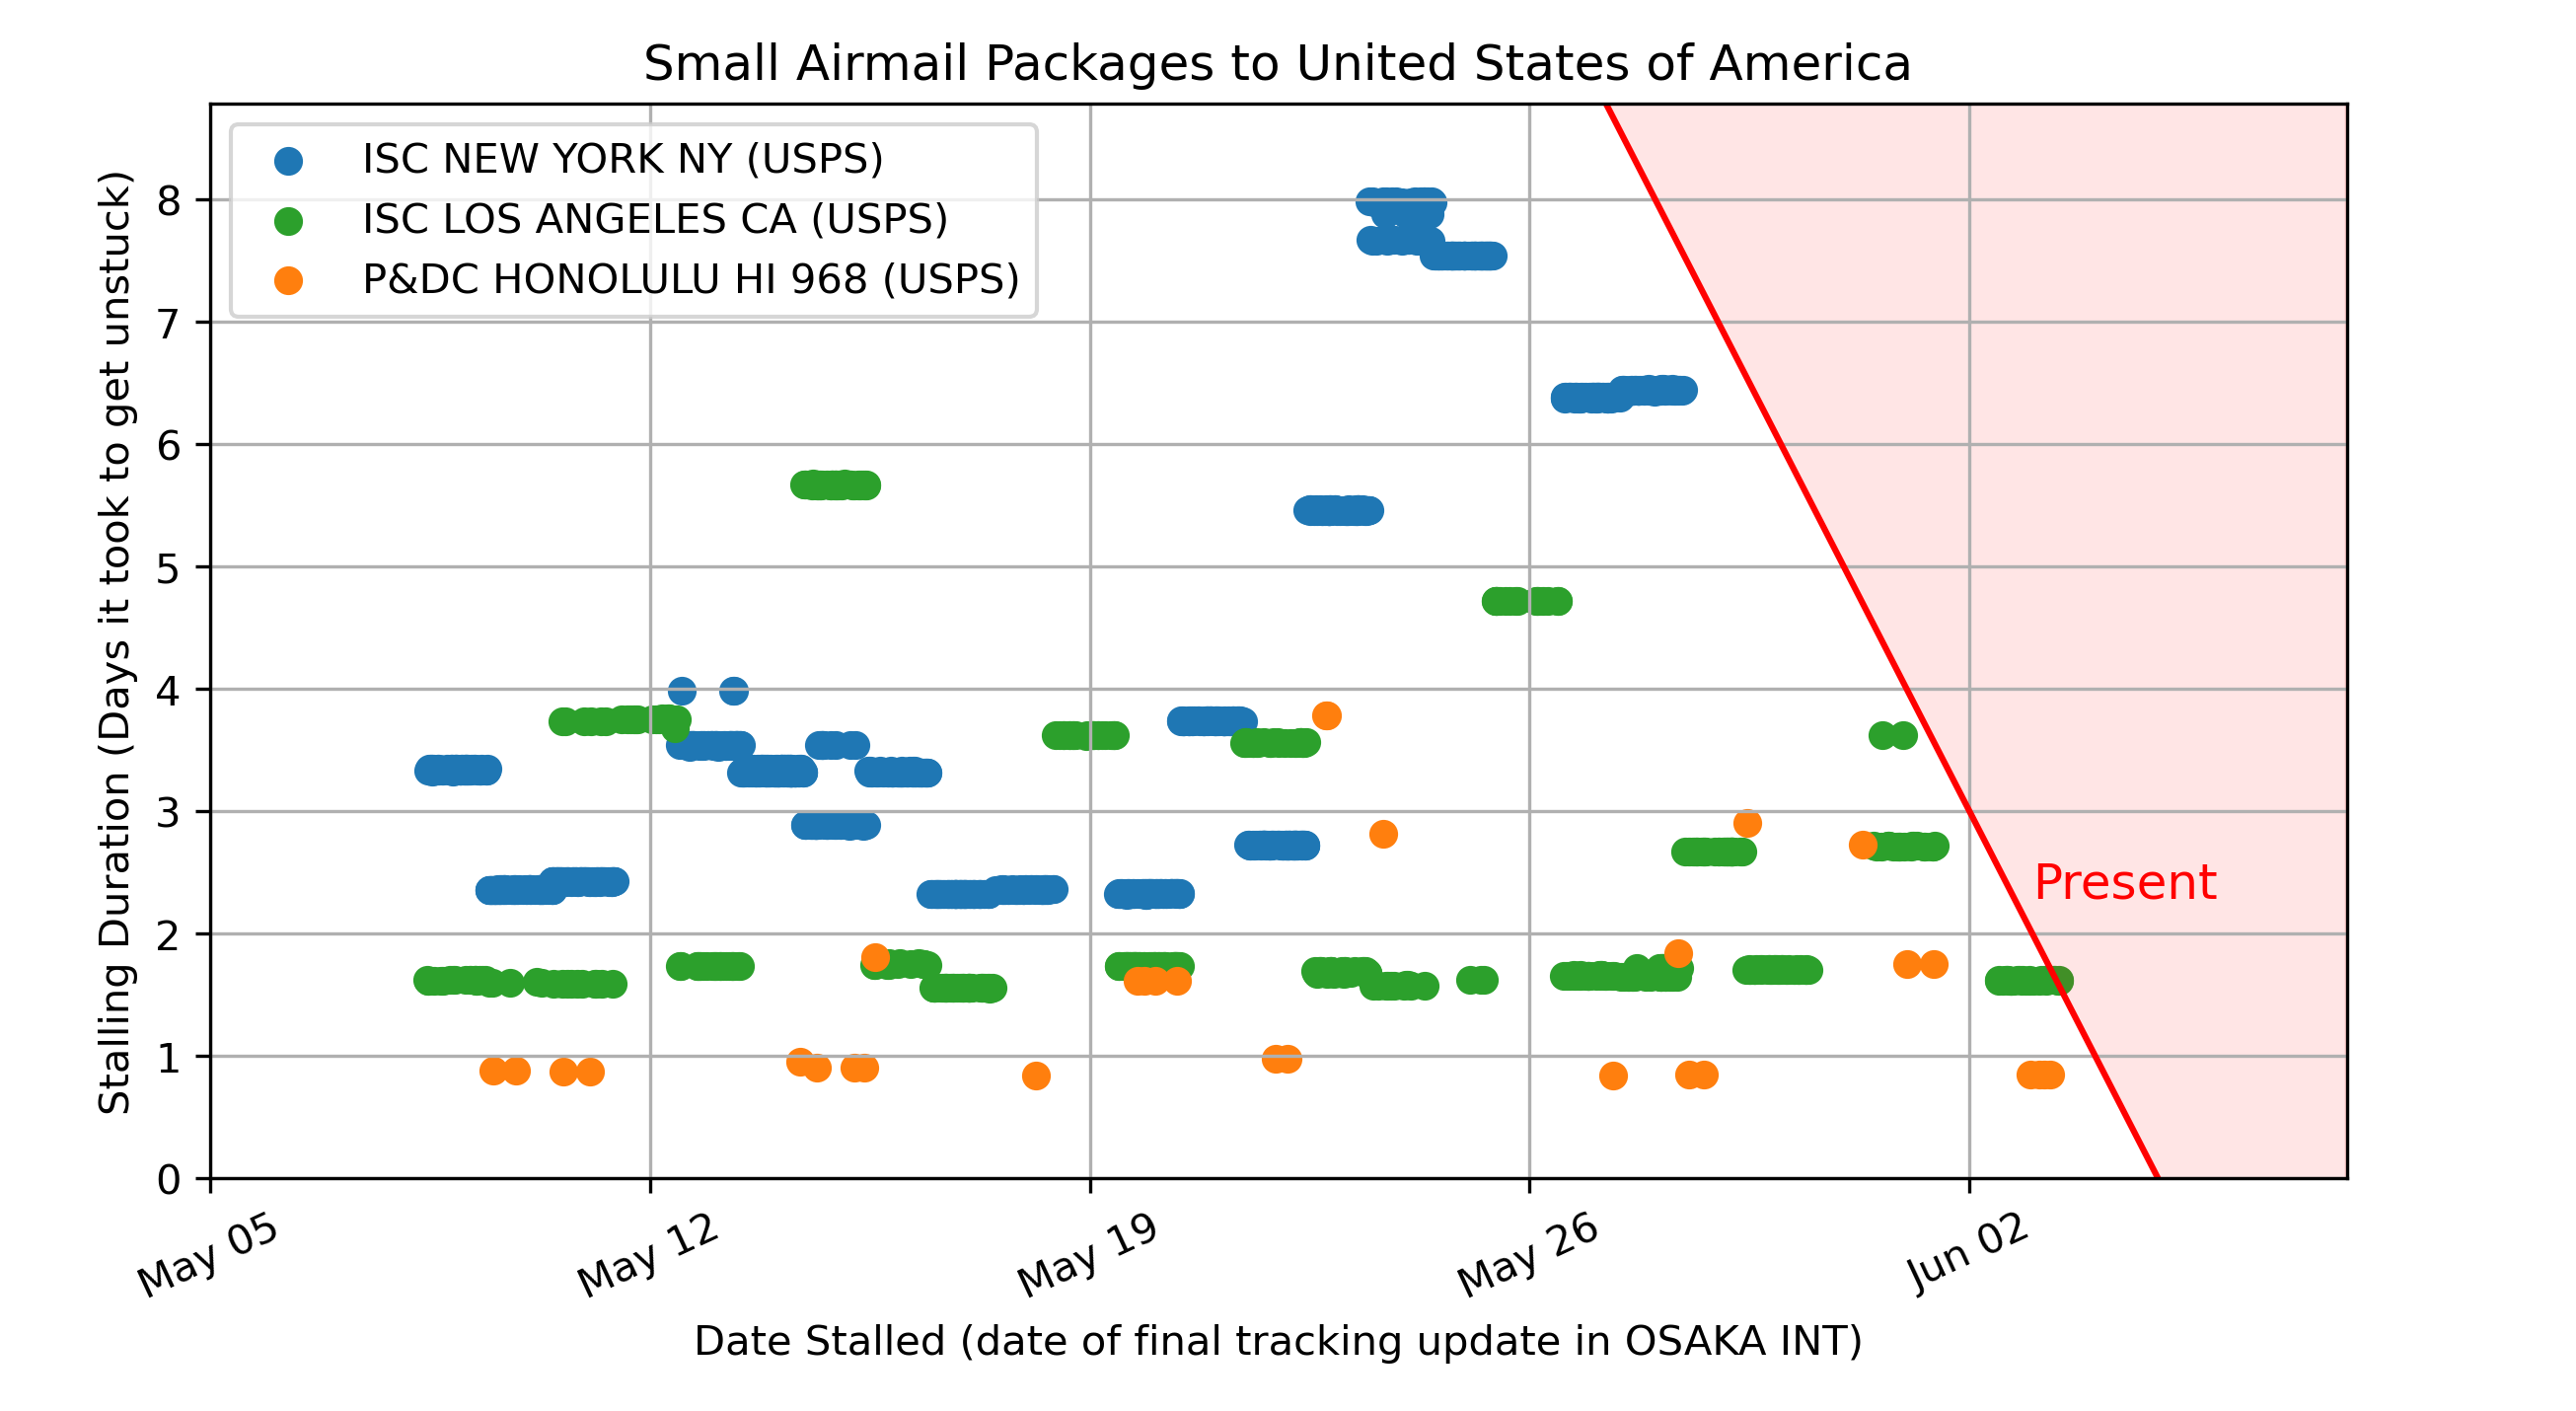 Small Airmail Packages to United States of America
ISC NEW YORK NY (USPS)
ISC LOS ANGELES CA (USPS)
P&DC HONOLULU HI 968 (USPS)
Stalling Duration (Days it took to get unstuck)
8
7
6
5
4
3
2
1
0
Present
May 05
May 12
May 19
May 26
Jun 02
Date Stalled (date of final tracking update in OSAKA INT)